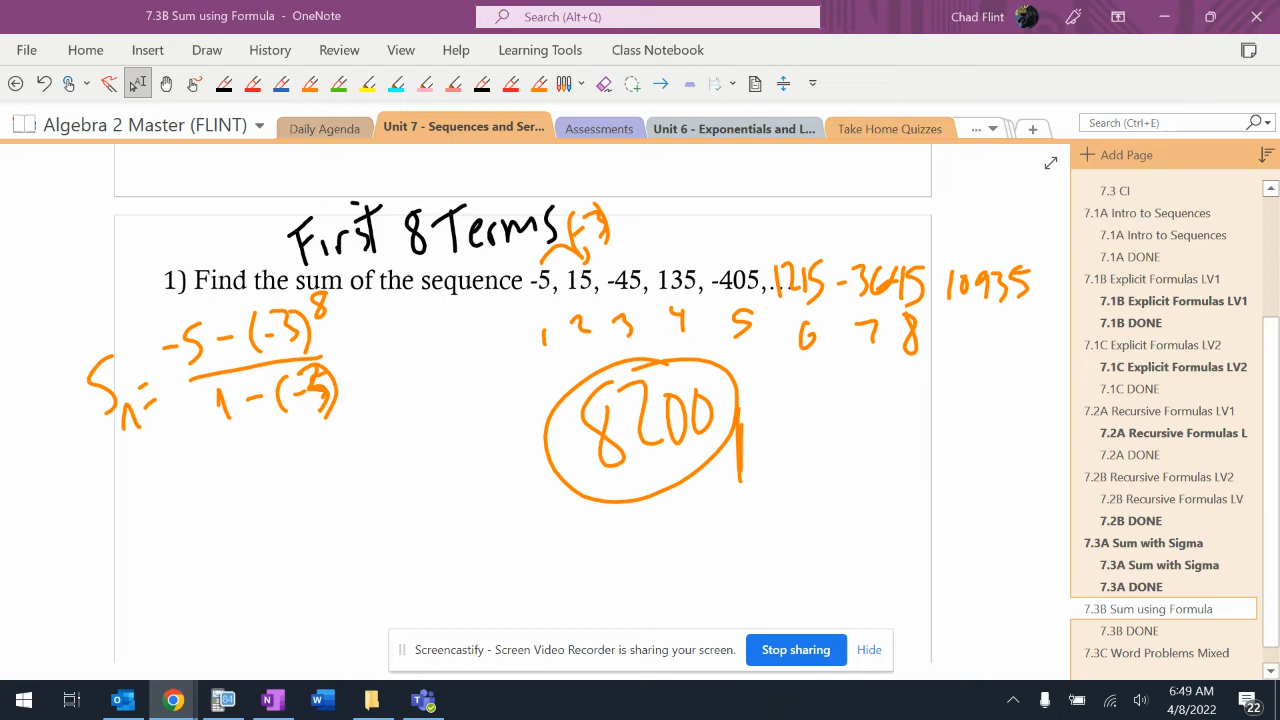 7.3B Sum using Formula - OneNote
Search (Alt+Q)
Chad Flint
File Home Insert Draw History Review View Help Learning Tools Class Notebook
Algebra 2 Master (FLINT)
Daily Agenda
Unit 7 - Sequences and Ser...
Assessments
Unit 6 - Exponentials and L...
Take Home Quizzes
...
Search (Ctrl+E)
Add Page
7.3 CI
7.1A Intro to Sequences
7.1A Intro to Sequences
7.1A DONE
7.1B Explicit Formulas LV1
7.1B Explicit Formulas LV1
7.1B DONE
7.1C Explicit Formulas LV2
7.1C Explicit Formulas LV2
7.1C DONE
7.2A Recursive Formulas LV1
7.2A Recursive Formulas L
7.2A DONE
7.2B Recursive Formulas LV2
7.2B Recursive Formulas LV
7.2B DONE
7.3A Sum with Sigma
7.3A Sum with Sigma
7.3A DONE
7.3B Sum using Formula
7.3B DONE
7.3C Word Problems Mixed
First 8 Terms (-3)
1) Find the sum of the sequence -5, 15, -45, 135, -405,... 1215 -3645 10935
1 2 3 4 5 6 7 8
-5 - (-3)^8
Sn =
1 - (-3)
8200
Screencastify - Screen Video Recorder is sharing your screen.
Stop sharing
Hide
84
6:49 AM
4/8/2022
22